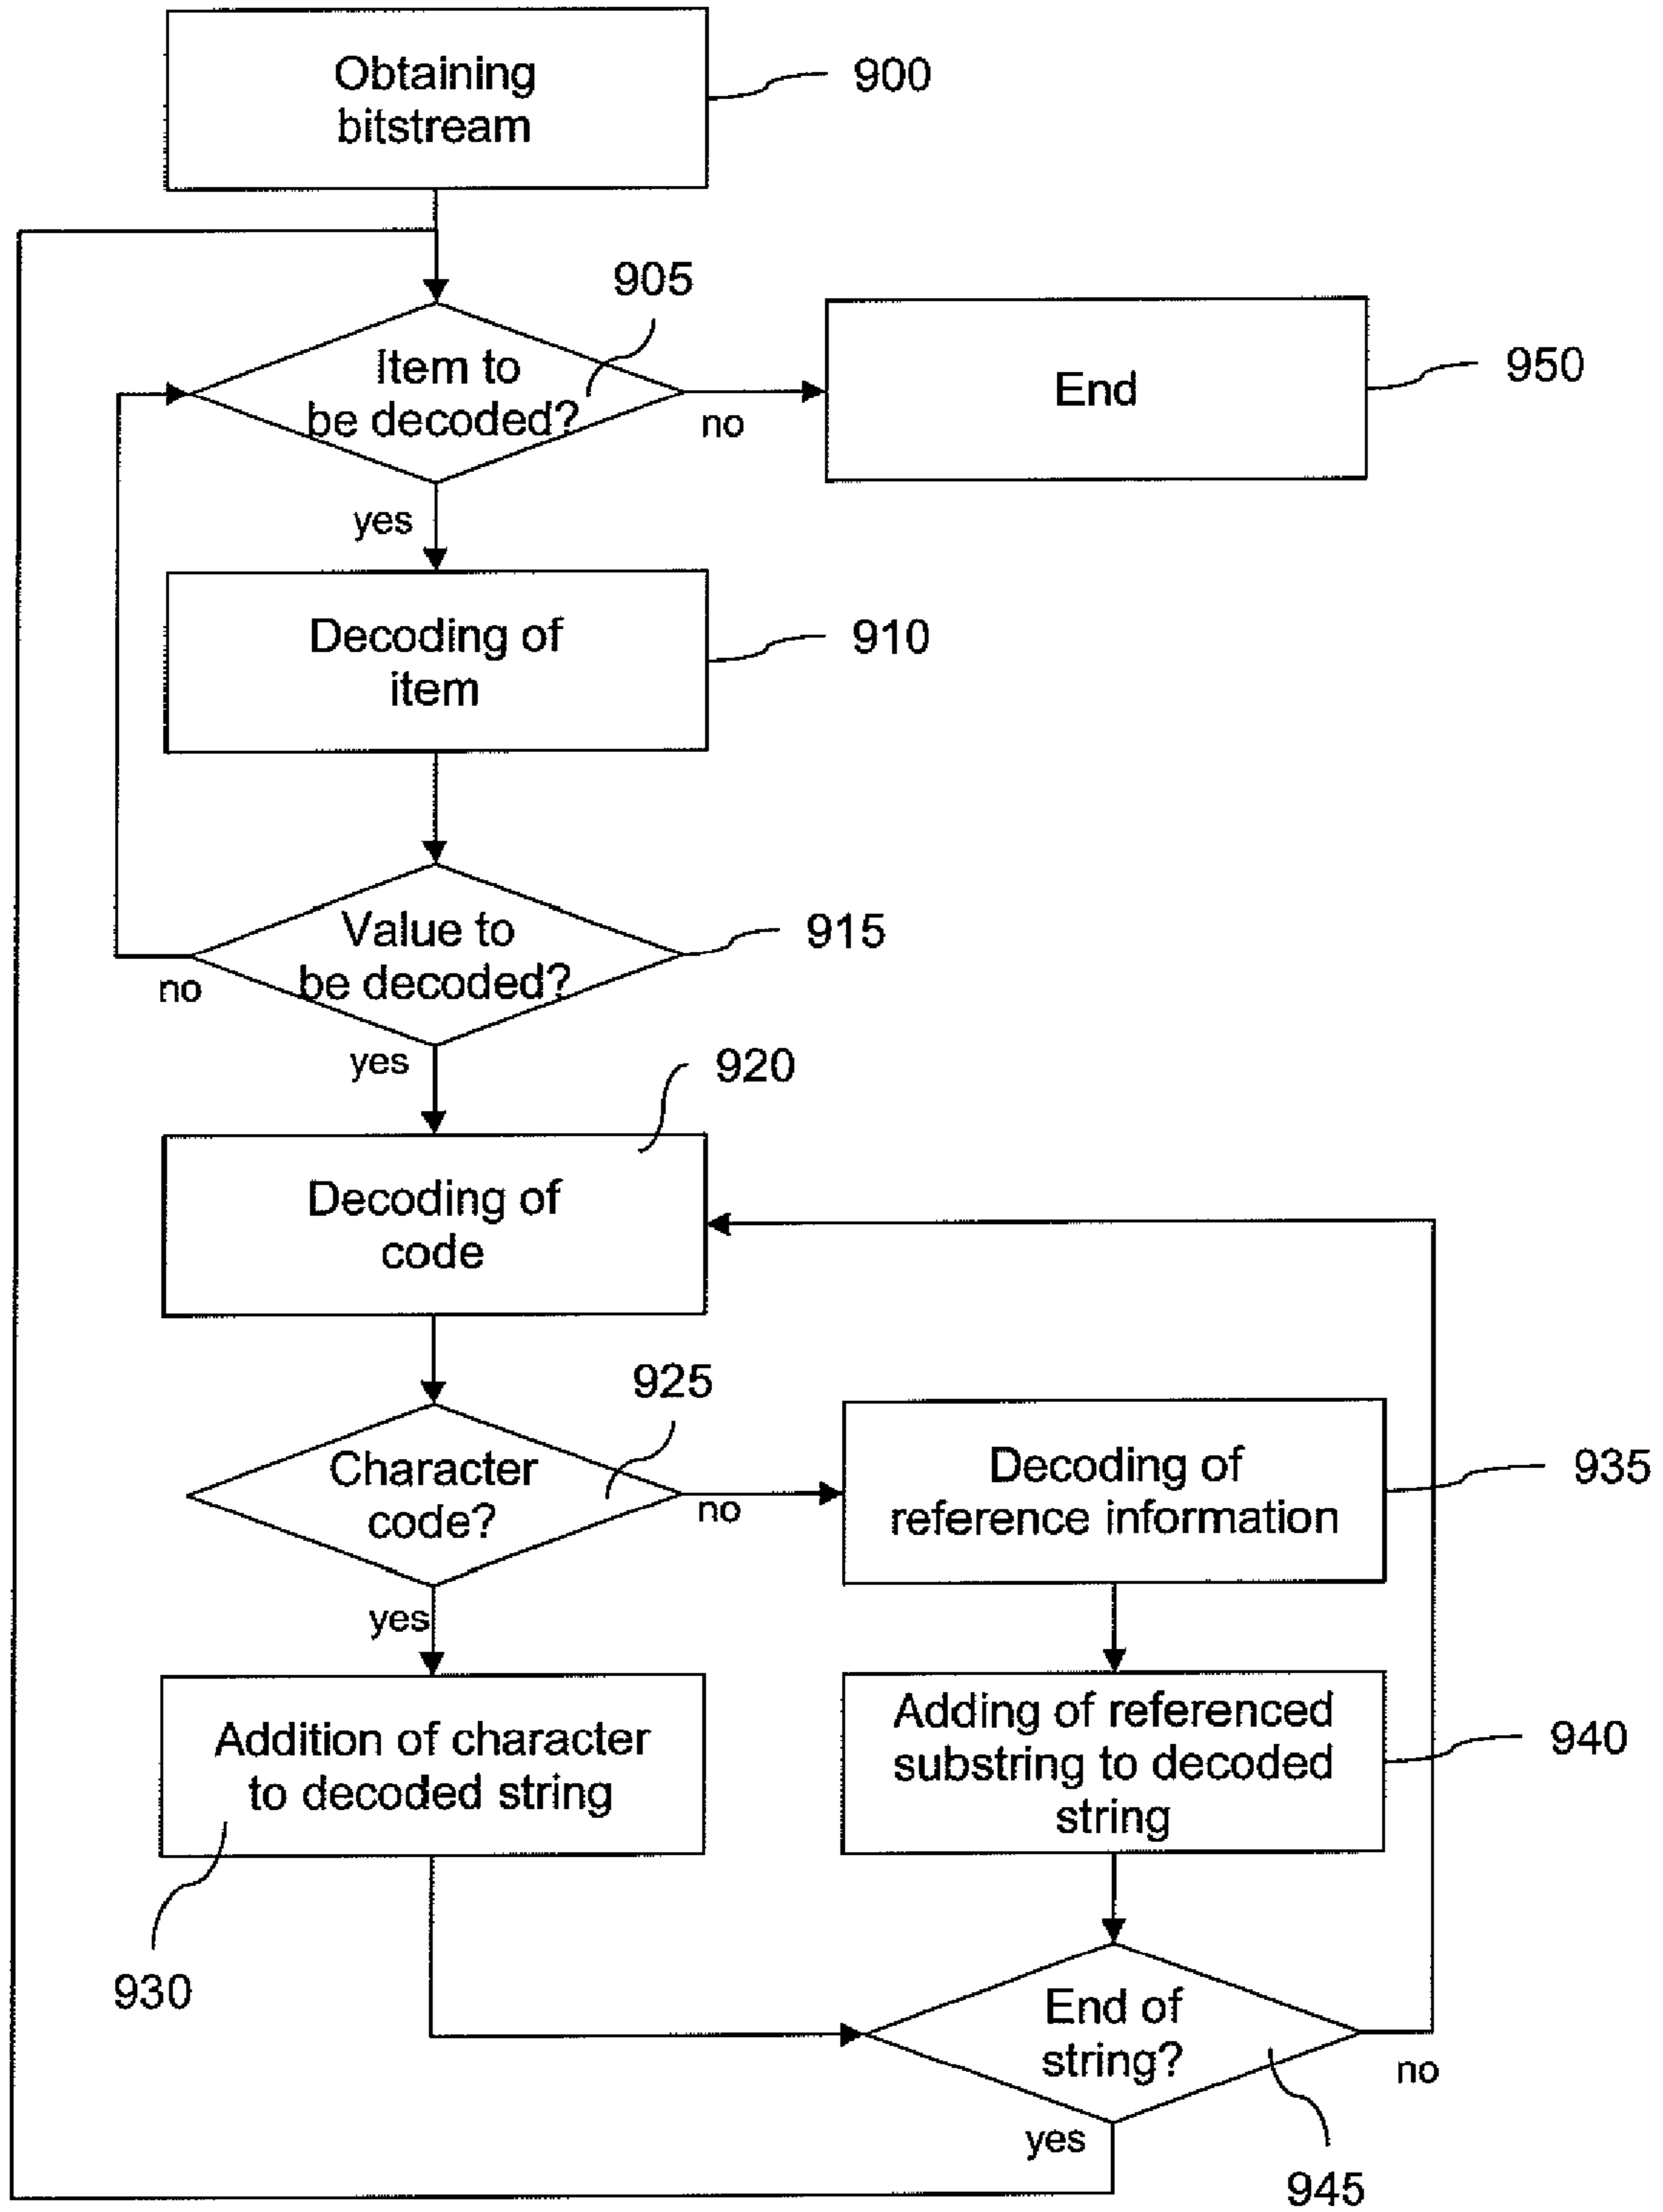 Obtaining
bitstream
900
905
Item to
be decoded?
no
End
950
yes
Decoding of
item
910
Value to
be decoded?
915
no
yes
920
Decoding of
code
925
Character
code?
no
Decoding of
reference information
935
yes
Addition of character
to decoded string
930
Adding of referenced
substring to decoded
string
940
End of
string?
no
yes
945